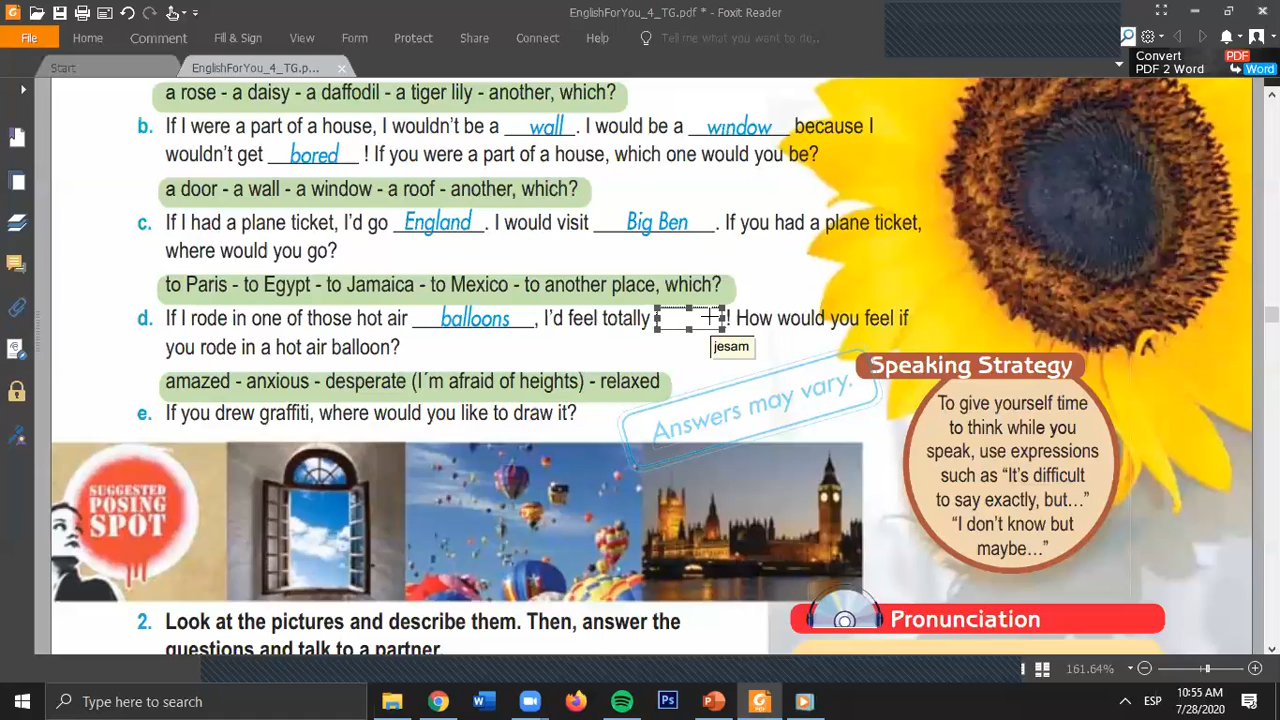 EnglishForYou_4_TG.pdf * - Foxit Reader
File Home Comment Fill & Sign View Form Protect Share Connect Help Tell me what you want to do...
Convert PDF
PDF 2 Word Word
Start EnglishForYou_4_TG.p...
a rose - a daisy - a daffodil - a tiger lily - another, which?
b. If I were a part of a house, I wouldn't be a wall. I would be a window because I
wouldn't get bored ! If you were a part of a house, which one would you be?
a door - a wall - a window - a roof - another, which?
c. If I had a plane ticket, I'd go England. I would visit Big Ben. If you had a plane ticket,
where would you go?
to Paris - to Egypt - to Jamaica - to Mexico - to another place, which?
d. If I rode in one of those hot air balloons, I'd feel totally ! How would you feel if
jesam
you rode in a hot air balloon?
amazed - anxious - desperate (I´m afraid of heights) - relaxed
e. If you drew graffiti, where would you like to draw it?
Answers may vary.
Speaking Strategy
To give yourself time
to think while you
speak, use expressions
such as “It's difficult
to say exactly, but...”
“I don't know but
maybe...”
SUGGESTED
POSING
SPOT
2. Look at the pictures and describe them. Then, answer the
questions and talk to a partner.
Pronunciation
161.64%
Type here to search
ESP
10:55 AM
7/28/2020